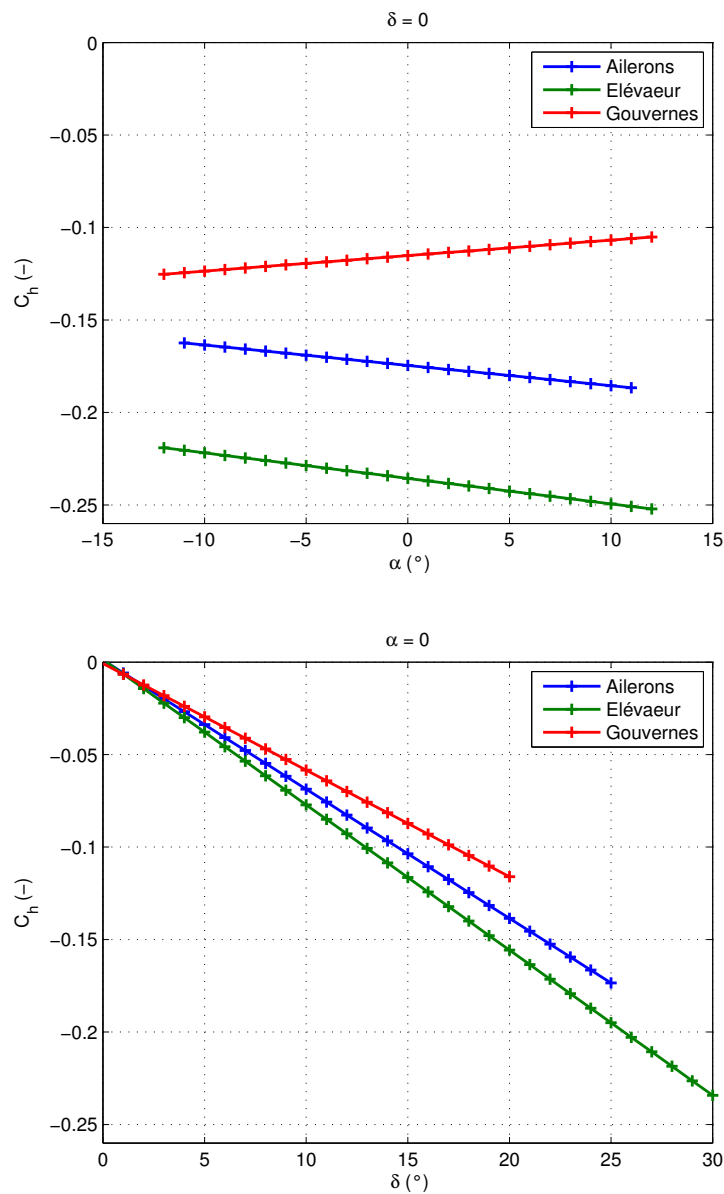 δ = 0
0
−0.05
−0.1
−0.15
−0.2
−0.25
C_h (−)
Ailerons
Elévaeur
Gouvernes
−15 −10 −5 0 5 10 15
α (°)
α = 0
0
−0.05
−0.1
−0.15
−0.2
−0.25
C_h (−)
Ailerons
Elévaeur
Gouvernes
0 5 10 15 20 25 30
δ (°)